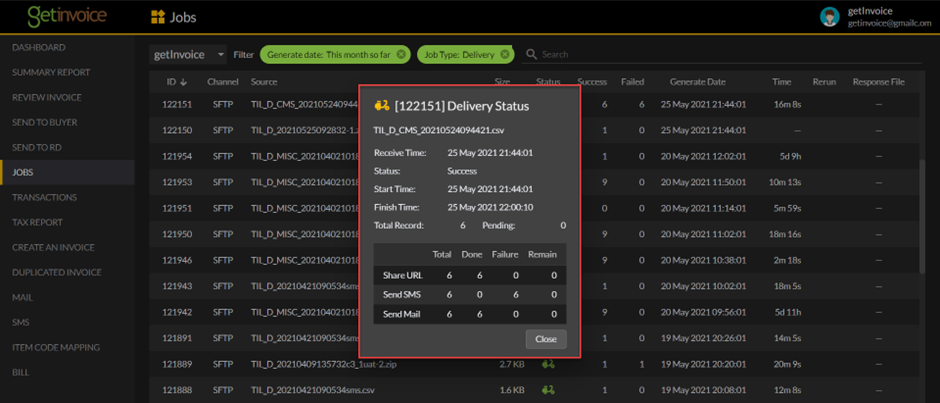 getinvoice
Jobs
getInvoice
getinvoice@gmailc.om
DASHBOARD
SUMMARY REPORT
REVIEW INVOICE
SEND TO BUYER
SEND TO RD
JOBS
TRANSACTIONS
TAX REPORT
CREATE AN INVOICE
DUPLICATED INVOICE
MAIL
SMS
ITEM CODE MAPPING
BILL
getInvoice Filter Generate date: This month so far Job Type: Delivery Search
ID Channel Source Size Status Success Failed Generate Date Time Rerun Response File
122151 SFTP TIL_D_CMS_2021052409442 6 6 25 May 2021 21:44:01 16m 8s —
122150 SFTP TIL_D_20210525092832-1.z 1 0 25 May 2021 21:44:01 — —
121954 SFTP TIL_D_MISC_202104021018 1 0 20 May 2021 12:02:01 5d 9h —
121953 SFTP TIL_D_MISC_202104021018 9 0 20 May 2021 11:50:01 10m 13s —
121951 SFTP TIL_D_MISC_202104021018 0 0 20 May 2021 11:14:01 5m 59s —
121950 SFTP TIL_D_MISC_202104021018 9 0 20 May 2021 11:02:01 18m 16s —
121946 SFTP TIL_D_MISC_202104021018 9 0 20 May 2021 10:38:01 2m 18s —
121943 SFTP TIL_D_20210421090534sms 1 0 20 May 2021 10:02:01 18m 5s —
121942 SFTP TIL_D_MISC_202104021018 9 0 20 May 2021 09:56:01 5d 11h —
121891 SFTP TIL_D_20210421090534sms 1 0 19 May 2021 20:26:01 14m 5s —
121889 SFTP TIL_D_20210409135732c3_1uat-2.zip 2.7 KB 1 1 19 May 2021 20:20:01 20m 9s —
121888 SFTP TIL_D_20210421090534sms.csv 1.6 KB 1 0 19 May 2021 20:08:01 12m 8s —
[122151] Delivery Status
TIL_D_CMS_20210524094421.csv
Receive Time: 25 May 2021 21:44:01
Status: Success
Start Time: 25 May 2021 21:44:01
Finish Time: 25 May 2021 22:00:10
Total Record: 6 Pending: 0
Total Done Failure Remain
Share URL 6 6 0 0
Send SMS 6 0 6 0
Send Mail 6 6 0 0
Close